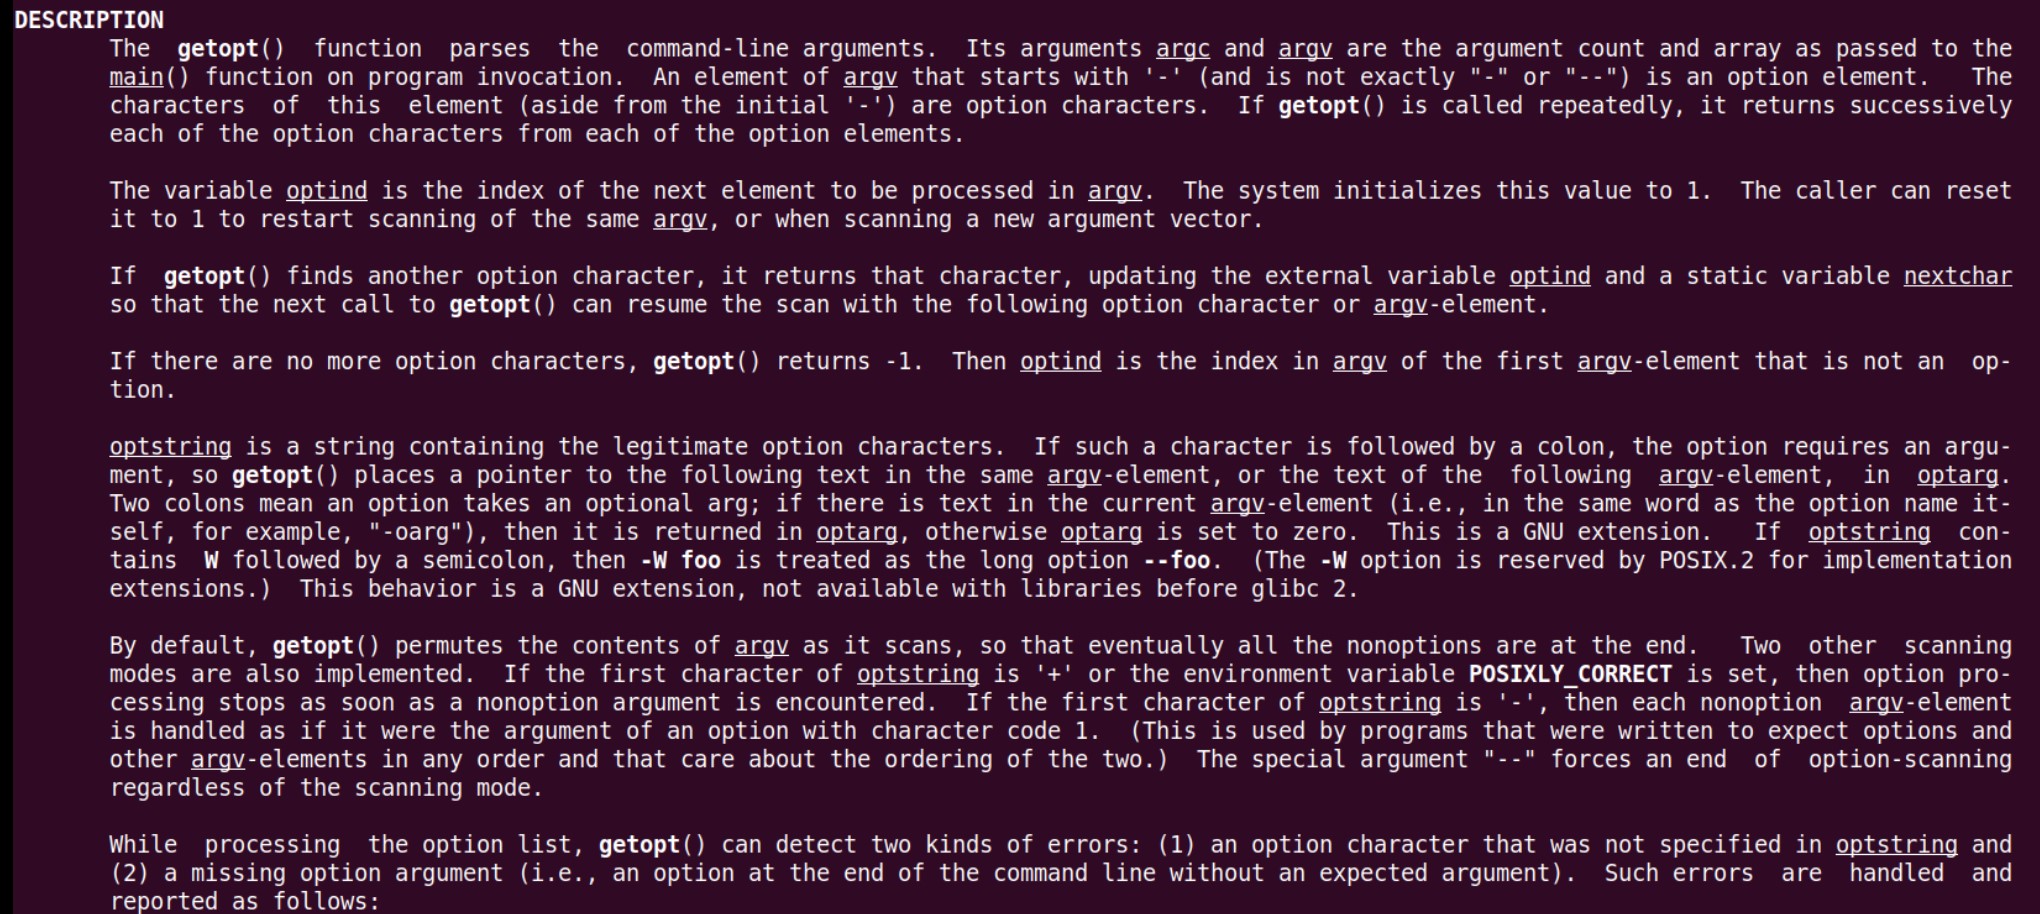 DESCRIPTION
The getopt() function parses the command-line arguments. Its arguments argc and argv are the argument count and array as passed to the
main() function on program invocation. An element of argv that starts with '-' (and is not exactly "-" or "--") is an option element. The
characters of this element (aside from the initial '-') are option characters. If getopt() is called repeatedly, it returns successively
each of the option characters from each of the option elements.
The variable optind is the index of the next element to be processed in argv. The system initializes this value to 1. The caller can reset
it to 1 to restart scanning of the same argv, or when scanning a new argument vector.
If getopt() finds another option character, it returns that character, updating the external variable optind and a static variable nextchar
so that the next call to getopt() can resume the scan with the following option character or argv-element.
If there are no more option characters, getopt() returns -1. Then optind is the index in argv of the first argv-element that is not an op-
tion.
optstring is a string containing the legitimate option characters. If such a character is followed by a colon, the option requires an argu-
ment, so getopt() places a pointer to the following text in the same argv-element, or the text of the following argv-element, in optarg.
Two colons mean an option takes an optional arg; if there is text in the current argv-element (i.e., in the same word as the option name it-
self, for example, "-oarg"), then it is returned in optarg, otherwise optarg is set to zero. This is a GNU extension. If optstring con-
tains W followed by a semicolon, then -W foo is treated as the long option --foo. (The -W option is reserved by POSIX.2 for implementation
extensions.) This behavior is a GNU extension, not available with libraries before glibc 2.
By default, getopt() permutes the contents of argv as it scans, so that eventually all the nonoptions are at the end. Two other scanning
modes are also implemented. If the first character of optstring is '+' or the environment variable POSIXLY_CORRECT is set, then option pro-
cessing stops as soon as a nonoption argument is encountered. If the first character of optstring is '-', then each nonoption argv-element
is handled as if it were the argument of an option with character code 1. (This is used by programs that were written to expect options and
other argv-elements in any order and that care about the ordering of the two.) The special argument "--" forces an end of option-scanning
regardless of the scanning mode.
While processing the option list, getopt() can detect two kinds of errors: (1) an option character that was not specified in optstring and
(2) a missing option argument (i.e., an option at the end of the command line without an expected argument). Such errors are handled and
reported as follows: